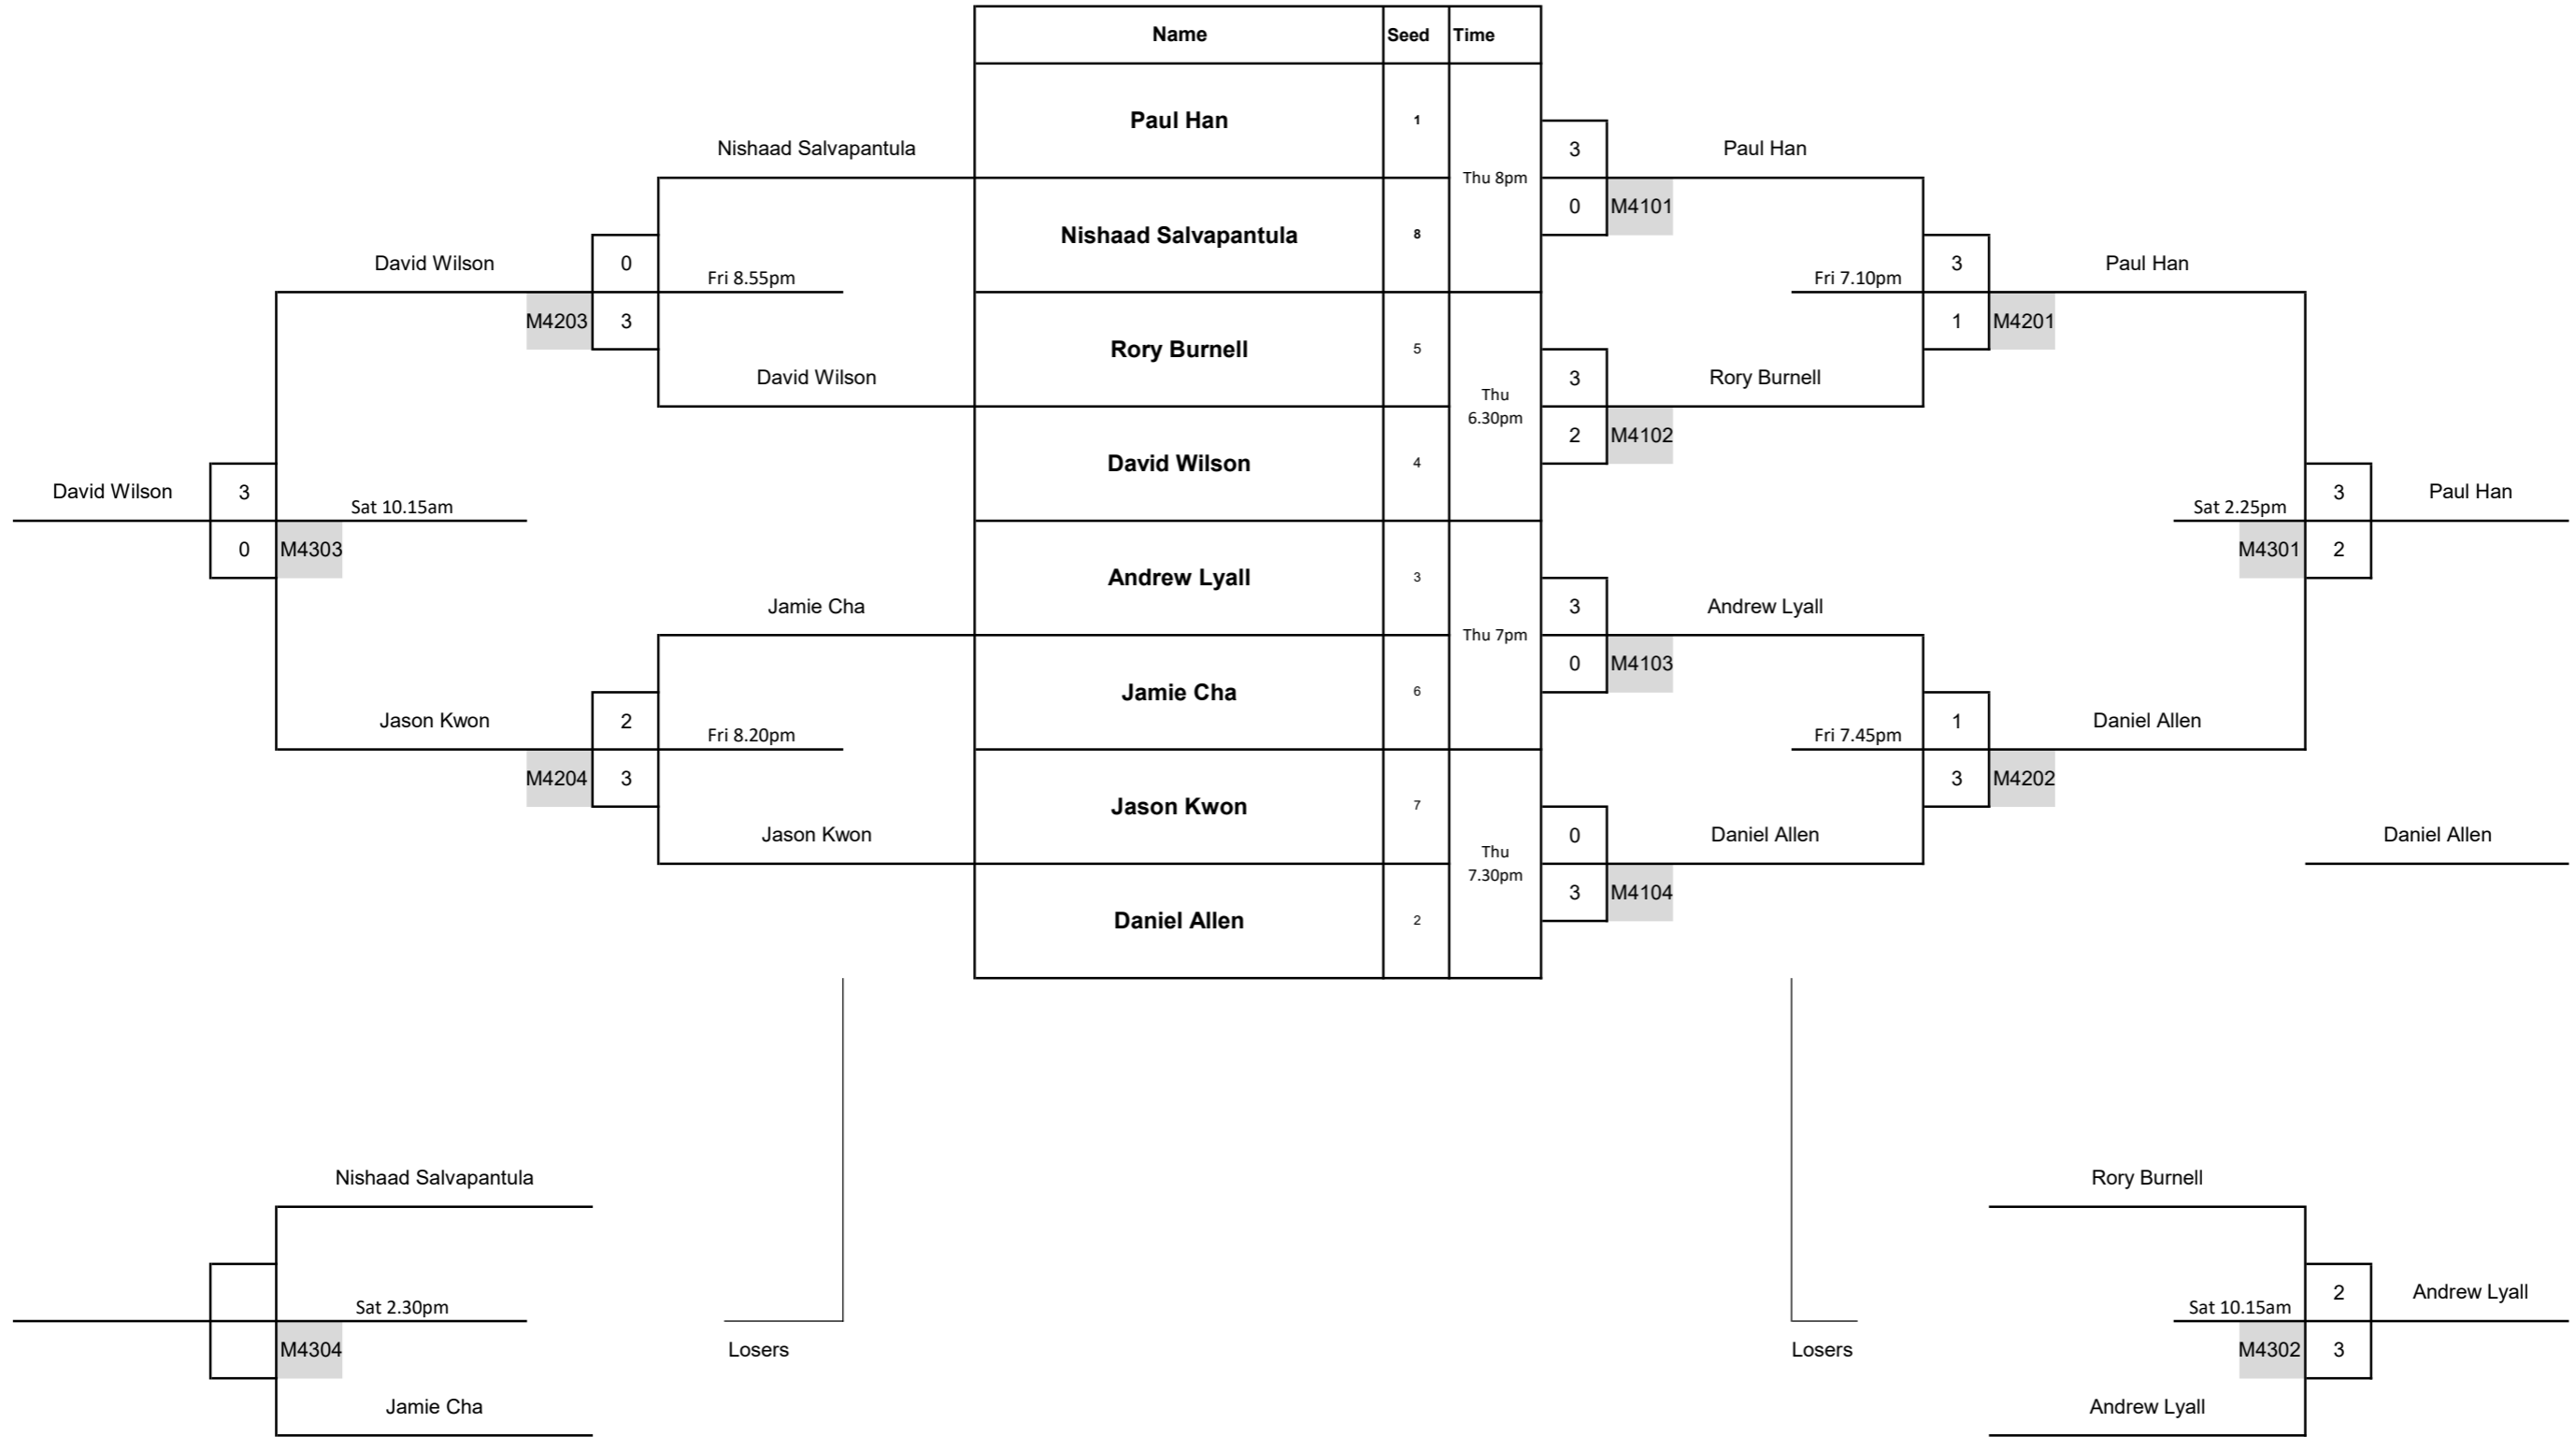 Name Seed Time
Paul Han 1
Nishaad Salvapantula 3 Paul Han
Thu 8pm
0 M4101
Nishaad Salvapantula 8
David Wilson 0 3 Paul Han
Fri 8.55pm Fri 7.10pm
M4203 3 1 M4201
Rory Burnell 5
David Wilson 3 Rory Burnell
Thu
6.30pm
2 M4102
David Wilson 4
David Wilson 3 3 Paul Han
Sat 10.15am Sat 2.25pm
0 M4303 M4301 2
Andrew Lyall 3
Jamie Cha 3 Andrew Lyall
Thu 7pm
0 M4103
Jamie Cha 6
Jason Kwon 2 1 Daniel Allen
Fri 8.20pm Fri 7.45pm
M4204 3 3 M4202
Jason Kwon 7
Jason Kwon 0 Daniel Allen Daniel Allen
Thu
7.30pm
3 M4104
Daniel Allen 2
Nishaad Salvapantula Rory Burnell
2 Andrew Lyall
Sat 2.30pm Sat 10.15am
M4304 Losers Losers M4302 3
Jamie Cha Andrew Lyall